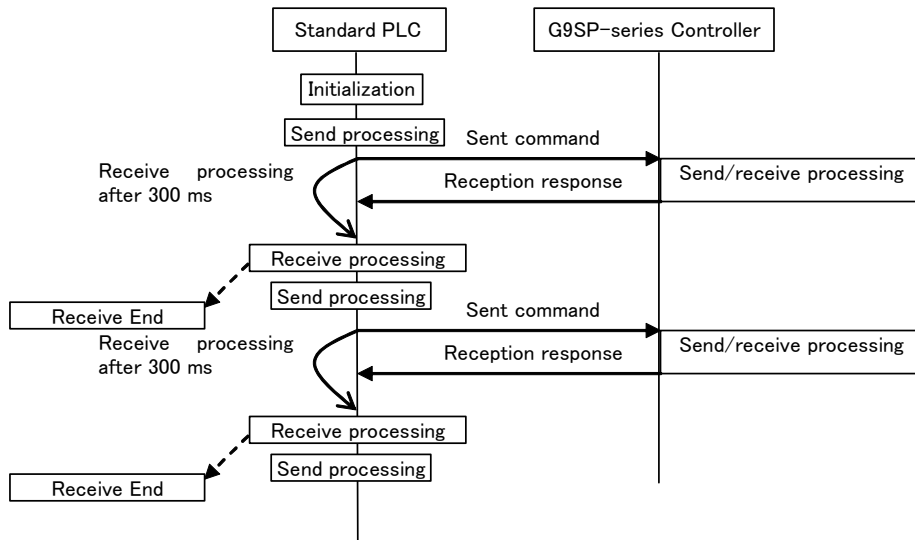 Standard PLC
G9SP-series Controller
Initialization
Send processing
Sent command
Receive processing
after 300 ms
Reception response
Send/receive processing
Receive processing
Send processing
Receive End
Sent command
Receive processing
after 300 ms
Reception response
Send/receive processing
Receive processing
Send processing
Receive End